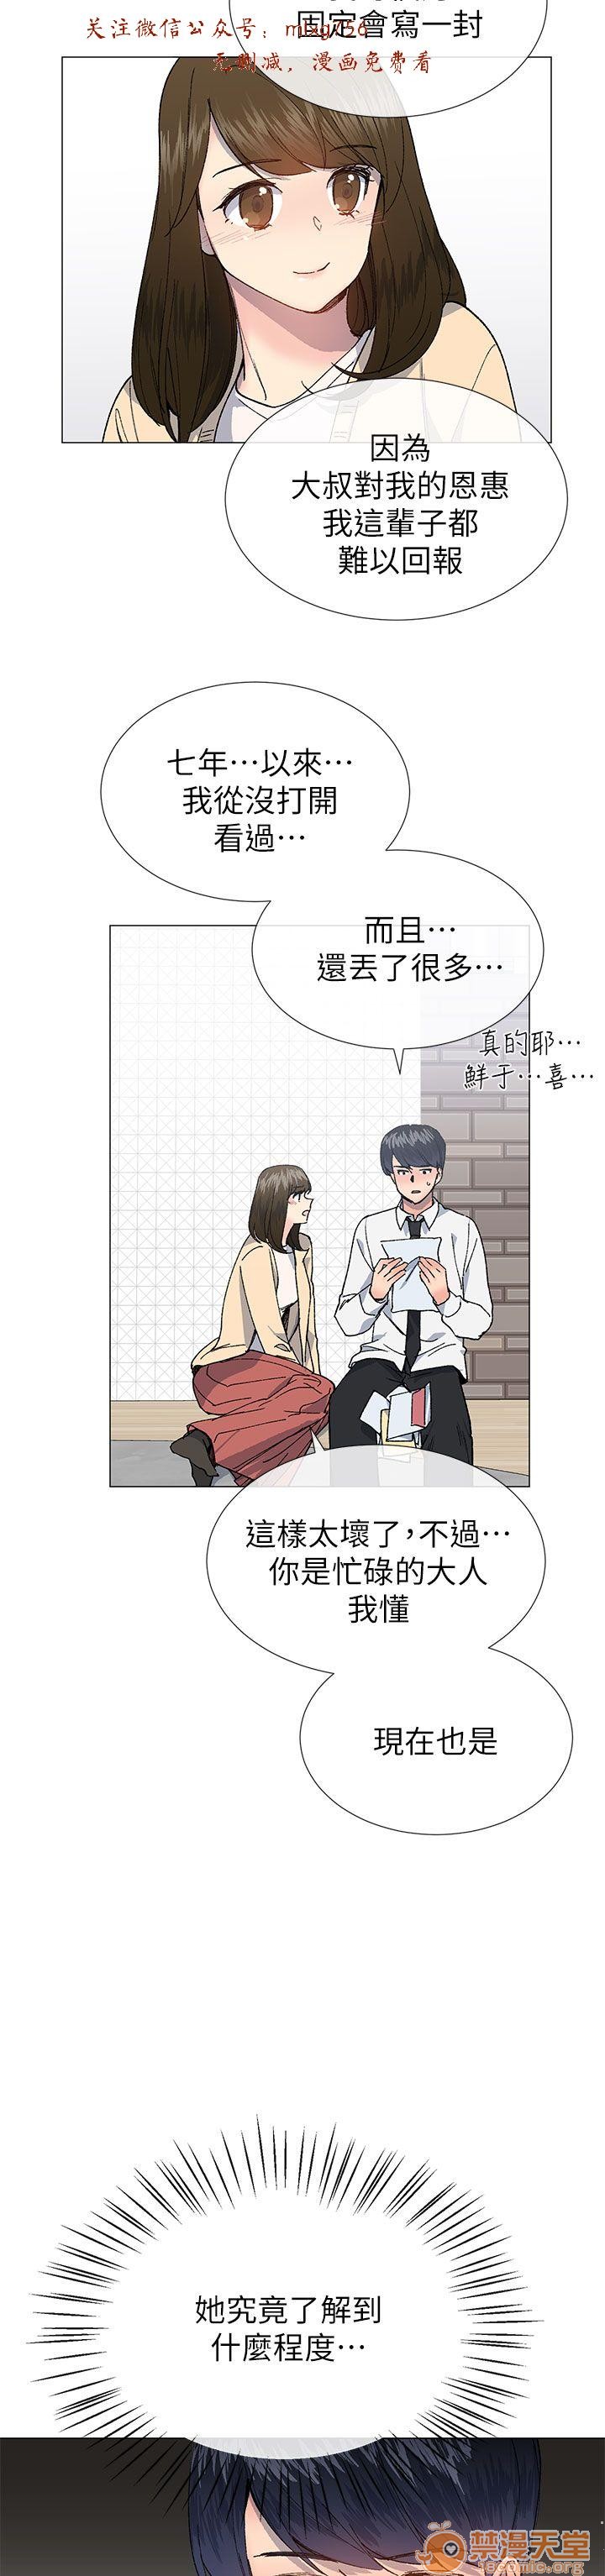 固定會寫一封
关注微信公众号：mlxg756
无删减，漫画免费看
因為
大叔對我的恩惠
我這輩子都
難以回報
七年…以來…
我從沒打開
看過…
而且…
還丟了很多…
真的耶…
鮮于…喜…
這樣太壞了，不過…
你是忙碌的大人
我懂
現在也是
她究竟了解到
什麼程度…
禁漫天堂
18comic.org